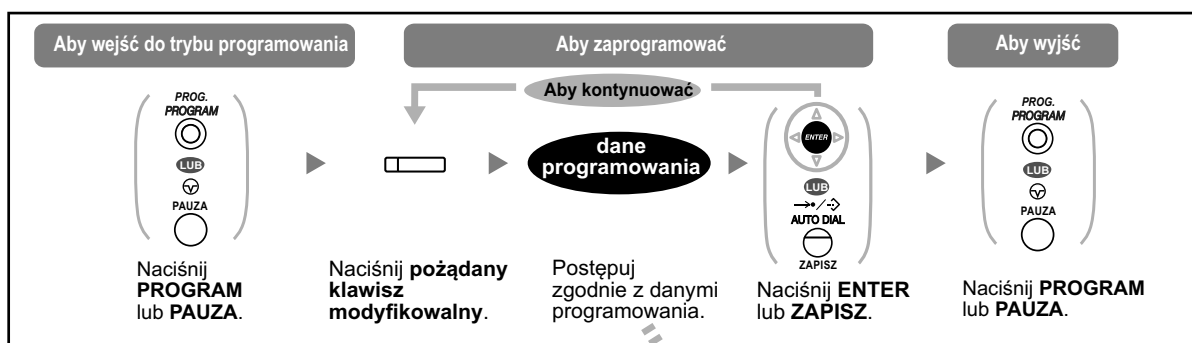 Aby wejść do trybu programowania
Aby zaprogramować
Aby wyjść
Aby kontynuować
PROG.
PROGRAM
LUB
PAUZA
dane
programowania
ENTER
LUB
AUTO DIAL
ZAPISZ
PROG.
PROGRAM
LUB
PAUZA
Naciśnij
PROGRAM
lub PAUZA.
Naciśnij pożądany
klawisz
modyfikowalny.
Postępuj
zgodnie z danymi
programowania.
Naciśnij ENTER
lub ZAPISZ.
Naciśnij PROGRAM
lub PAUZA.